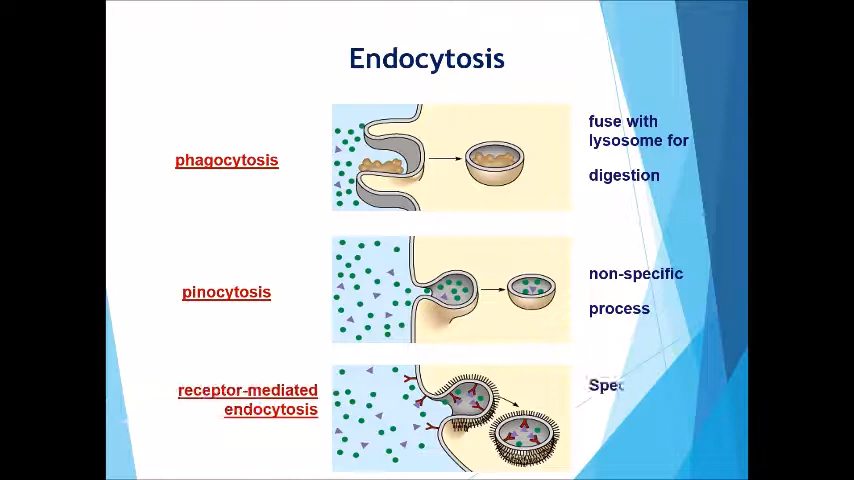 Endocytosis
phagocytosis
fuse with
lysosome for
digestion
pinocytosis
non-specific
process
receptor-mediated
endocytosis